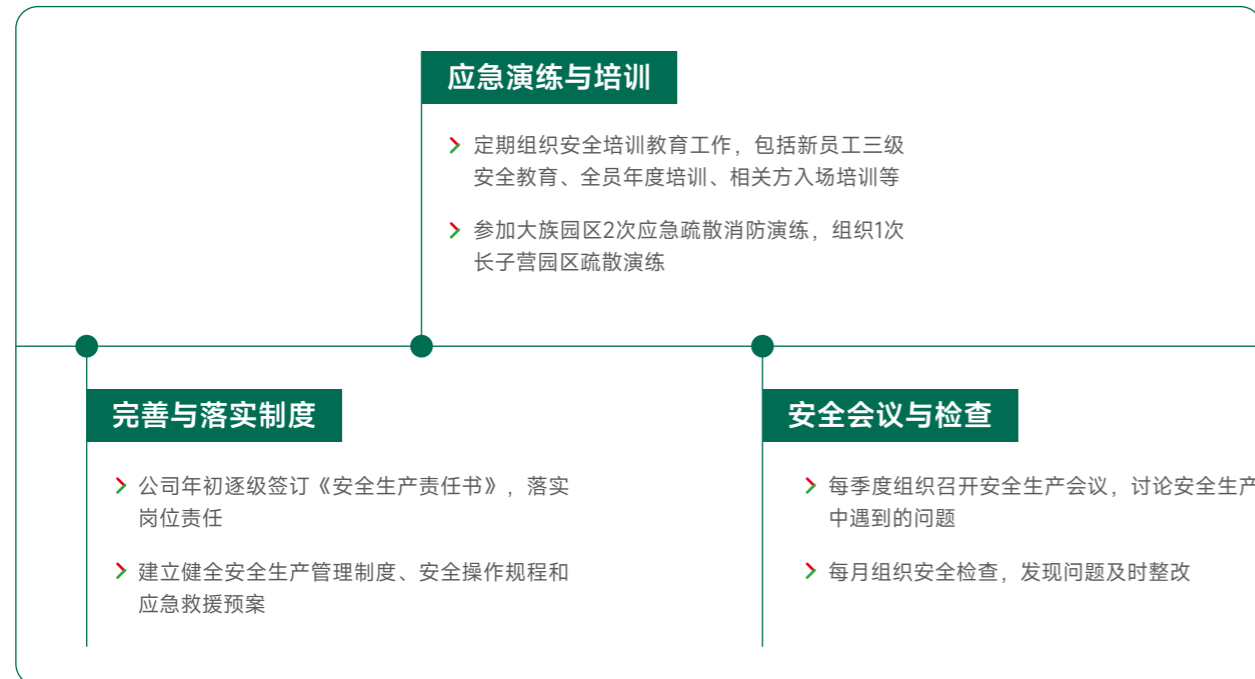 应急演练与培训
定期组织安全培训教育工作，包括新员工三级
安全教育、全员年度培训、相关方入场培训等
参加大族园区2次应急疏散消防演练，组织1次
长子营园区疏散演练
完善与落实制度
公司年初逐级签订《安全生产责任书》，落实
岗位责任
建立健全安全生产管理制度、安全操作规程和
应急救援预案
安全会议与检查
每季度组织召开安全生产会议，讨论安全生产
中遇到的问题
每月组织安全检查，发现问题及时整改